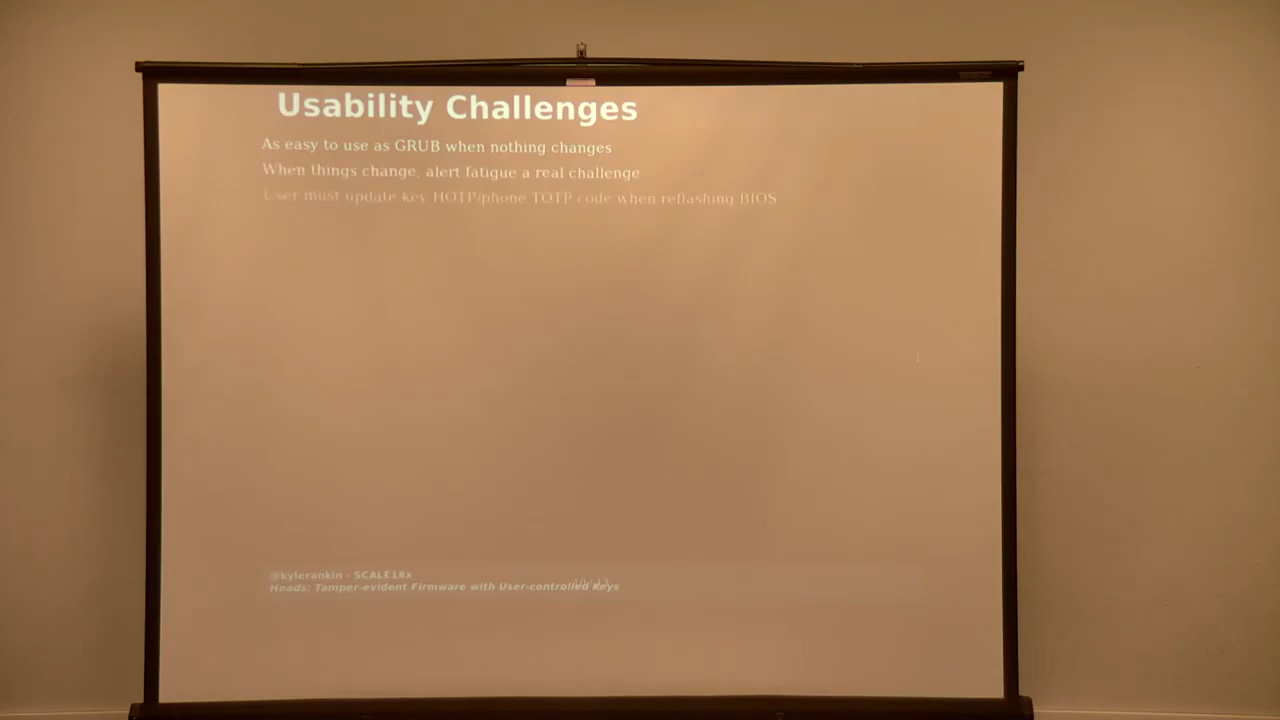 Usability Challenges
As easy to use as GRUB when nothing changes
When things change, alert fatigue a real challenge
User must update key HOTP/phone TOTP code when reflashing BIOS
@kylerankin - SCALE18x
Heads: Tamper-evident Firmware with User-controlled Keys